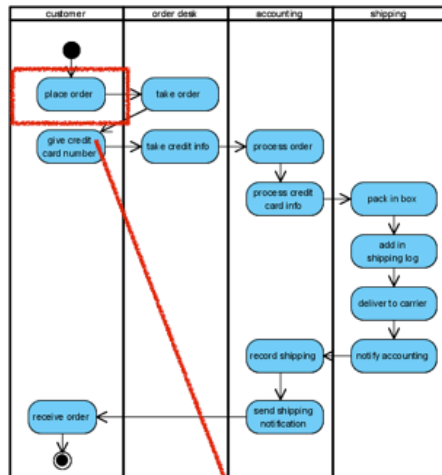 customer
order desk
accounting
shipping
place order
take order
give credit
card number
take credit info
process order
process credit
card info
pack in box
add in
shipping log
deliver to carrier
record shipping
notify accounting
receive order
send shipping
notification